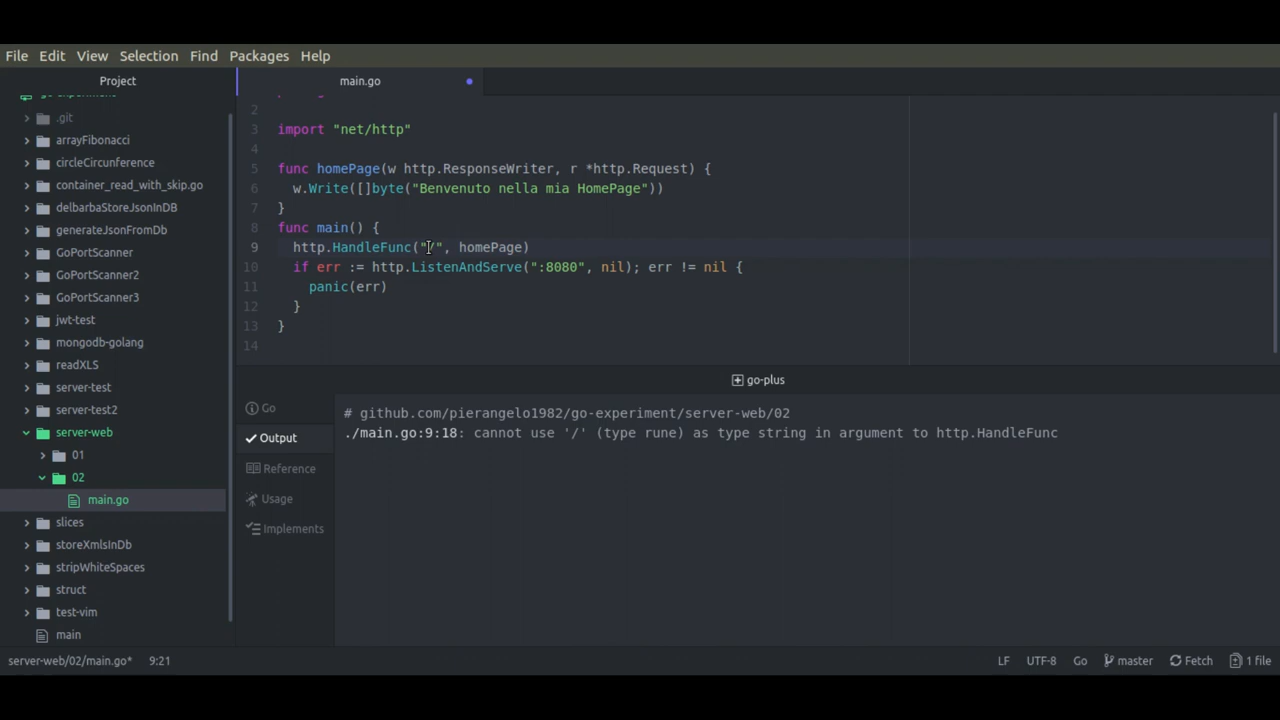 File Edit View Selection Find Packages Help
Project
main.go
.git
arrayFibonacci
circleCircunference
container_read_with_skip.go
delbarbaStoreJsonInDB
generateJsonFromDb
GoPortScanner
GoPortScanner2
GoPortScanner3
jwt-test
mongodb-golang
readXLS
server-test
server-test2
server-web
01
02
main.go
slices
storeXmlsInDb
stripWhiteSpaces
struct
test-vim
main
2
3 import "net/http"
4
5 func homePage(w http.ResponseWriter, r *http.Request) {
6 w.Write([]byte("Benvenuto nella mia HomePage"))
7 }
8 func main() {
9 http.HandleFunc("/", homePage)
10 if err := http.ListenAndServe(":8080", nil); err != nil {
11 panic(err)
12 }
13 }
14
go-plus
Go
Output
Reference
Usage
Implements
# github.com/pierangelo1982/go-experiment/server-web/02
./main.go:9:18: cannot use '/' (type rune) as type string in argument to http.HandleFunc
server-web/02/main.go* 9:21 LF UTF-8 Go master Fetch 1 file